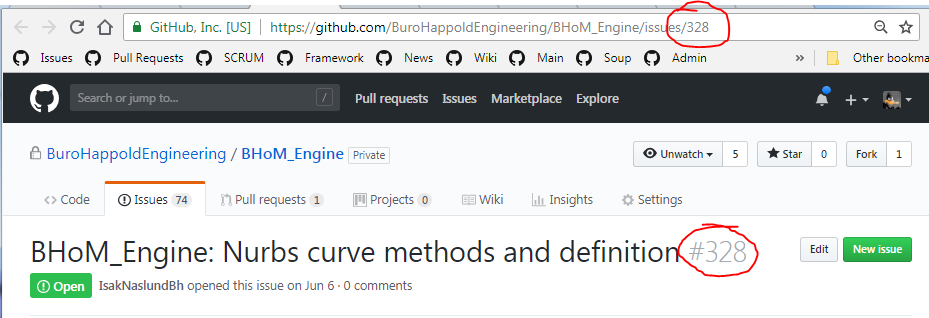 GitHub, Inc. [US] https://github.com/BuroHappoldEngineering/BHoM_Engine/issues/328
Issues Pull Requests SCRUM Framework News Wiki Main Soup Admin » Other bookma
Search or jump to... / Pull requests Issues Marketplace Explore
BuroHappoldEngineering / BHoM_Engine Private Unwatch 5 Star 0 Fork 1
Code Issues 74 Pull requests 1 Projects 0 Wiki Insights Settings
BHoM_Engine: Nurbs curve methods and definition #328 Edit New issue
Open IsakNaslundBh opened this issue on Jun 6 · 0 comments